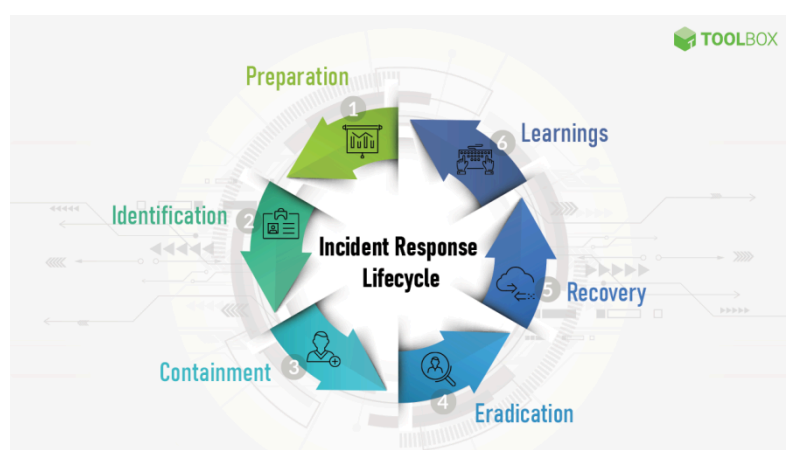 TOOLBOX
Preparation
1
Identification
2
Containment
3
4
Eradication
5
Recovery
6
Learnings
Incident Response
Lifecycle